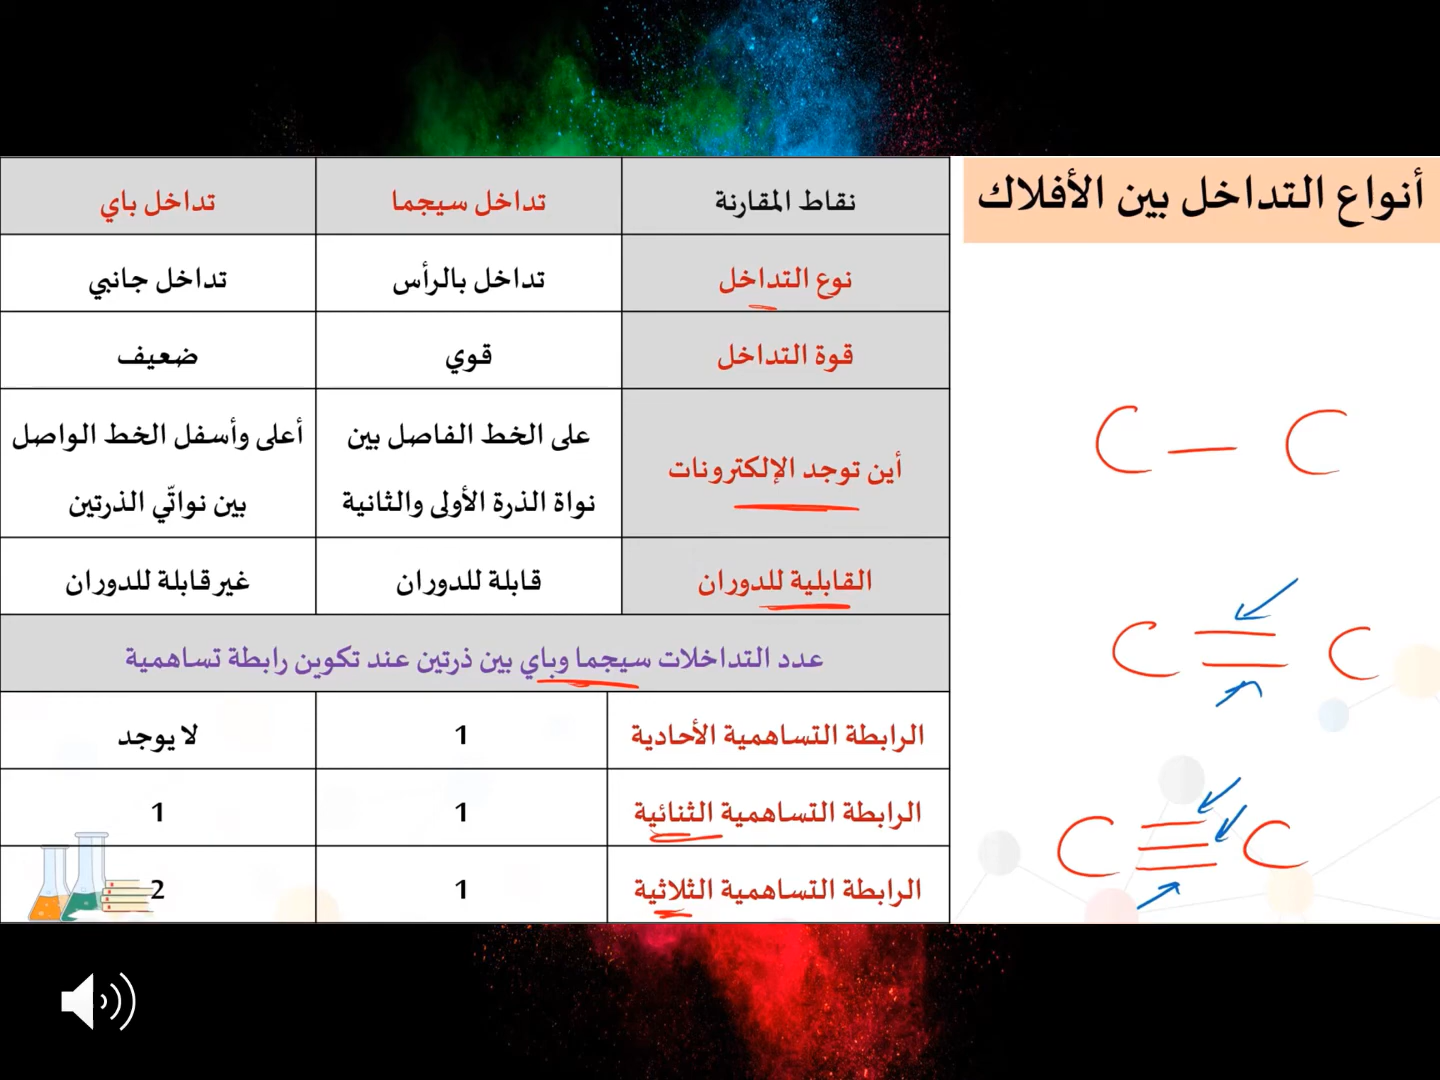 أنواع التداخل بين الأفلاك
نقاط المقارنة تداخل سيجما تداخل باي
نوع التداخل تداخل بالرأس تداخل جانبي
قوة التداخل قوي ضعيف
أين توجد الإلكترونات على الخط الفاصل بين أعلى وأسفل الخط الواصل
نواة الذرة الأولى والثانية بين نواتّي الذرتين
القابلية للدوران قابلة للدوران غير قابلة للدوران
عدد التداخلات سيجما وباي بين ذرتين عند تكوين رابطة تساهمية
الرابطة التساهمية الأحادية 1 لا يوجد
الرابطة التساهمية الثنائية 1 1
الرابطة التساهمية الثلاثية 1 2
C — C
C = C
C ≡ C